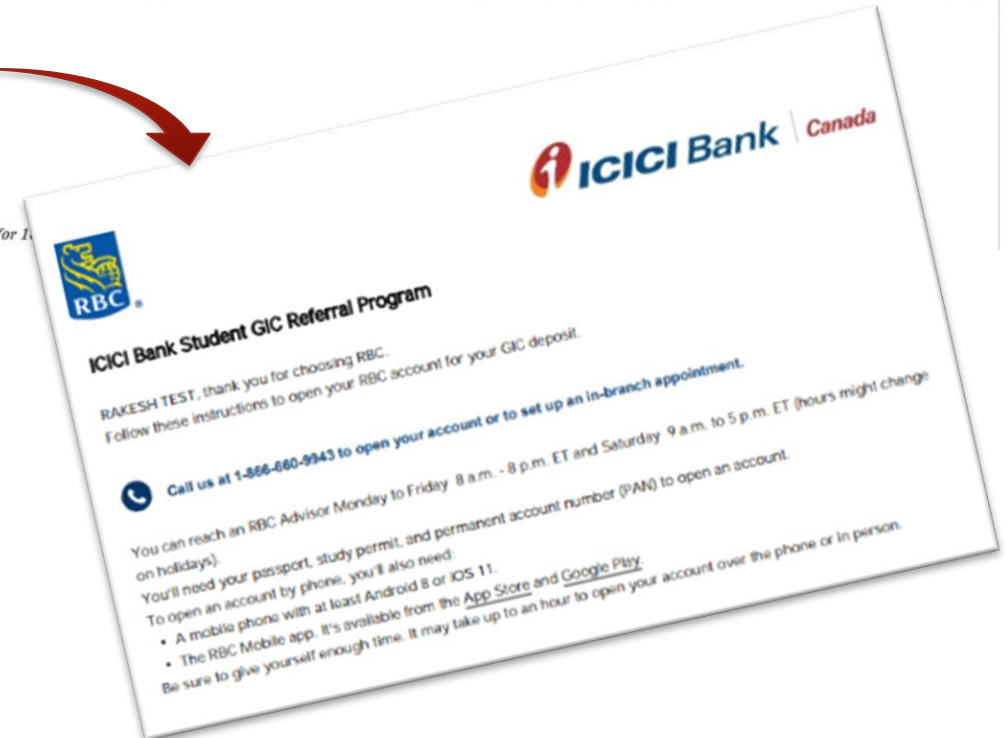 ICICI Bank Canada
for 1
RBC
ICICI Bank Student GIC Referral Program
RAKESH TEST, thank you for choosing RBC.
Follow these instructions to open your RBC account for your GIC deposit.
Call us at 1-866-660-9943 to open your account or to set up an in-branch appointment.
You can reach an RBC Advisor Monday to Friday 8 a.m. - 8 p.m. ET and Saturday 9 a.m. to 5 p.m. ET (hours might change
on holidays).
You'll need your passport, study permit, and permanent account number (PAN) to open an account.
To open an account by phone, you'll also need:
• A mobile phone with at least Android 8 or iOS 11.
• The RBC Mobile app. It's available from the App Store and Google Play.
Be sure to give yourself enough time. It may take up to an hour to open your account over the phone or in person.